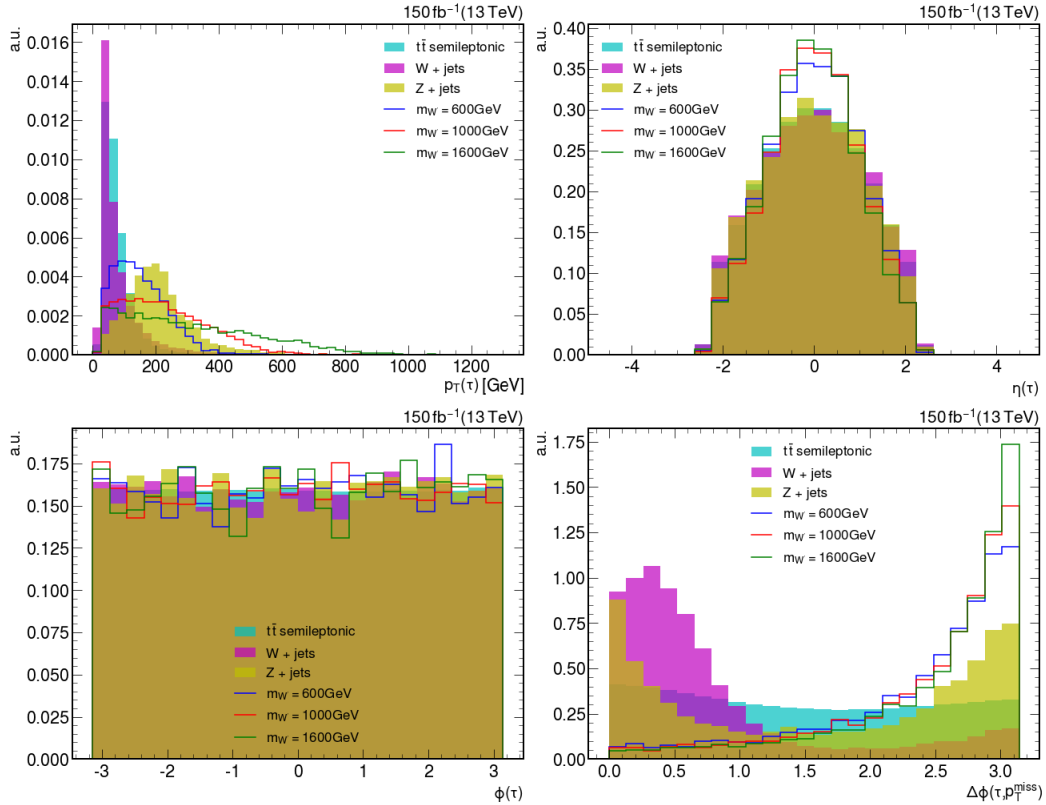 150 fb⁻¹ (13 TeV)
a.u.
0.016
0.014
0.012
0.010
0.008
0.006
0.004
0.002
0.000
tt̄ semileptonic
W + jets
Z + jets
m_W = 600GeV
m_W = 1000GeV
m_W = 1600GeV
0 200 400 600 800 1000 1200
p_T(τ) [GeV]
150 fb⁻¹ (13 TeV)
a.u.
0.40
0.35
0.30
0.25
0.20
0.15
0.10
0.05
0.00
tt̄ semileptonic
W + jets
Z + jets
m_W = 600GeV
m_W = 1000GeV
m_W = 1600GeV
-4 -2 0 2 4
η(τ)
150 fb⁻¹ (13 TeV)
a.u.
0.175
0.150
0.125
0.100
0.075
0.050
0.025
0.000
tt̄ semileptonic
W + jets
Z + jets
m_W = 600GeV
m_W = 1000GeV
m_W = 1600GeV
-3 -2 -1 0 1 2 3
ϕ(τ)
150 fb⁻¹ (13 TeV)
a.u.
1.75
1.50
1.25
1.00
0.75
0.50
0.25
0.00
tt̄ semileptonic
W + jets
Z + jets
m_W = 600GeV
m_W = 1000GeV
m_W = 1600GeV
0.0 0.5 1.0 1.5 2.0 2.5 3.0
Δϕ(τ, p_T^miss)